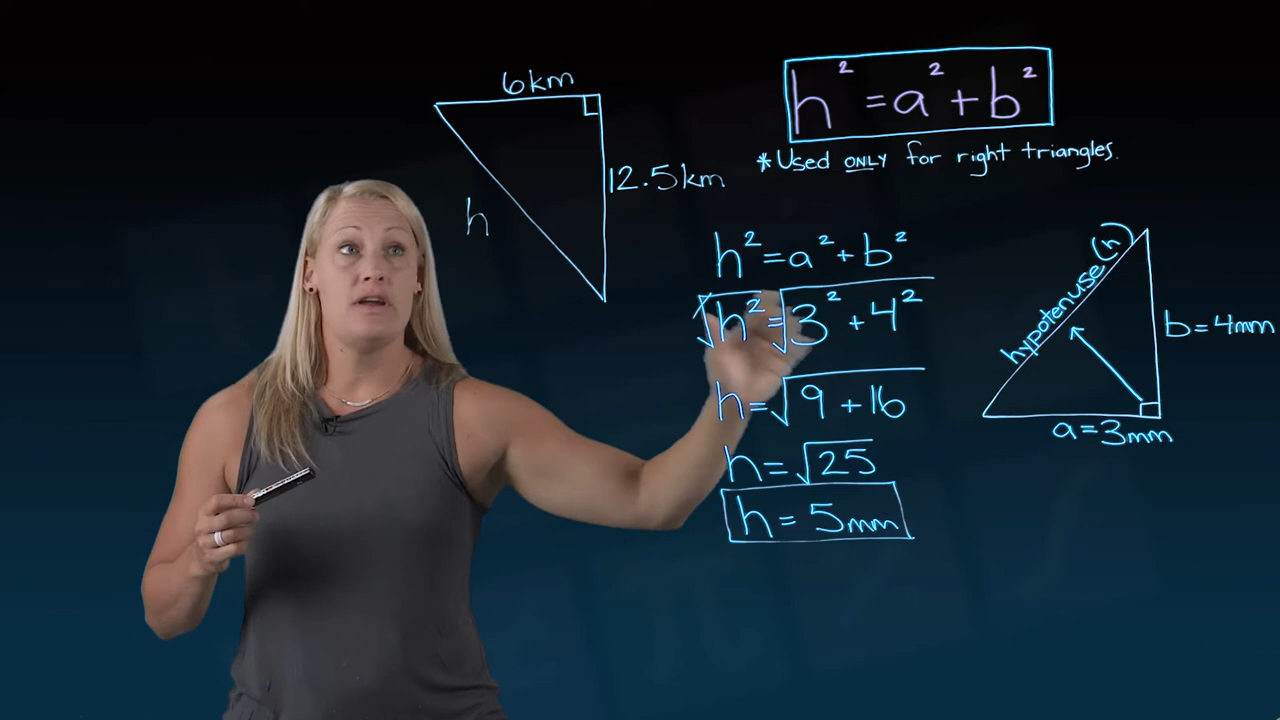 6km
12.5km
h
h² = a² + b²
*Used ONLY for right triangles.
h² = a² + b²
√h² = √3² + 4²
h = √9 + 16
h = √25
h = 5mm
hypotenuse (h)
b = 4mm
a = 3mm